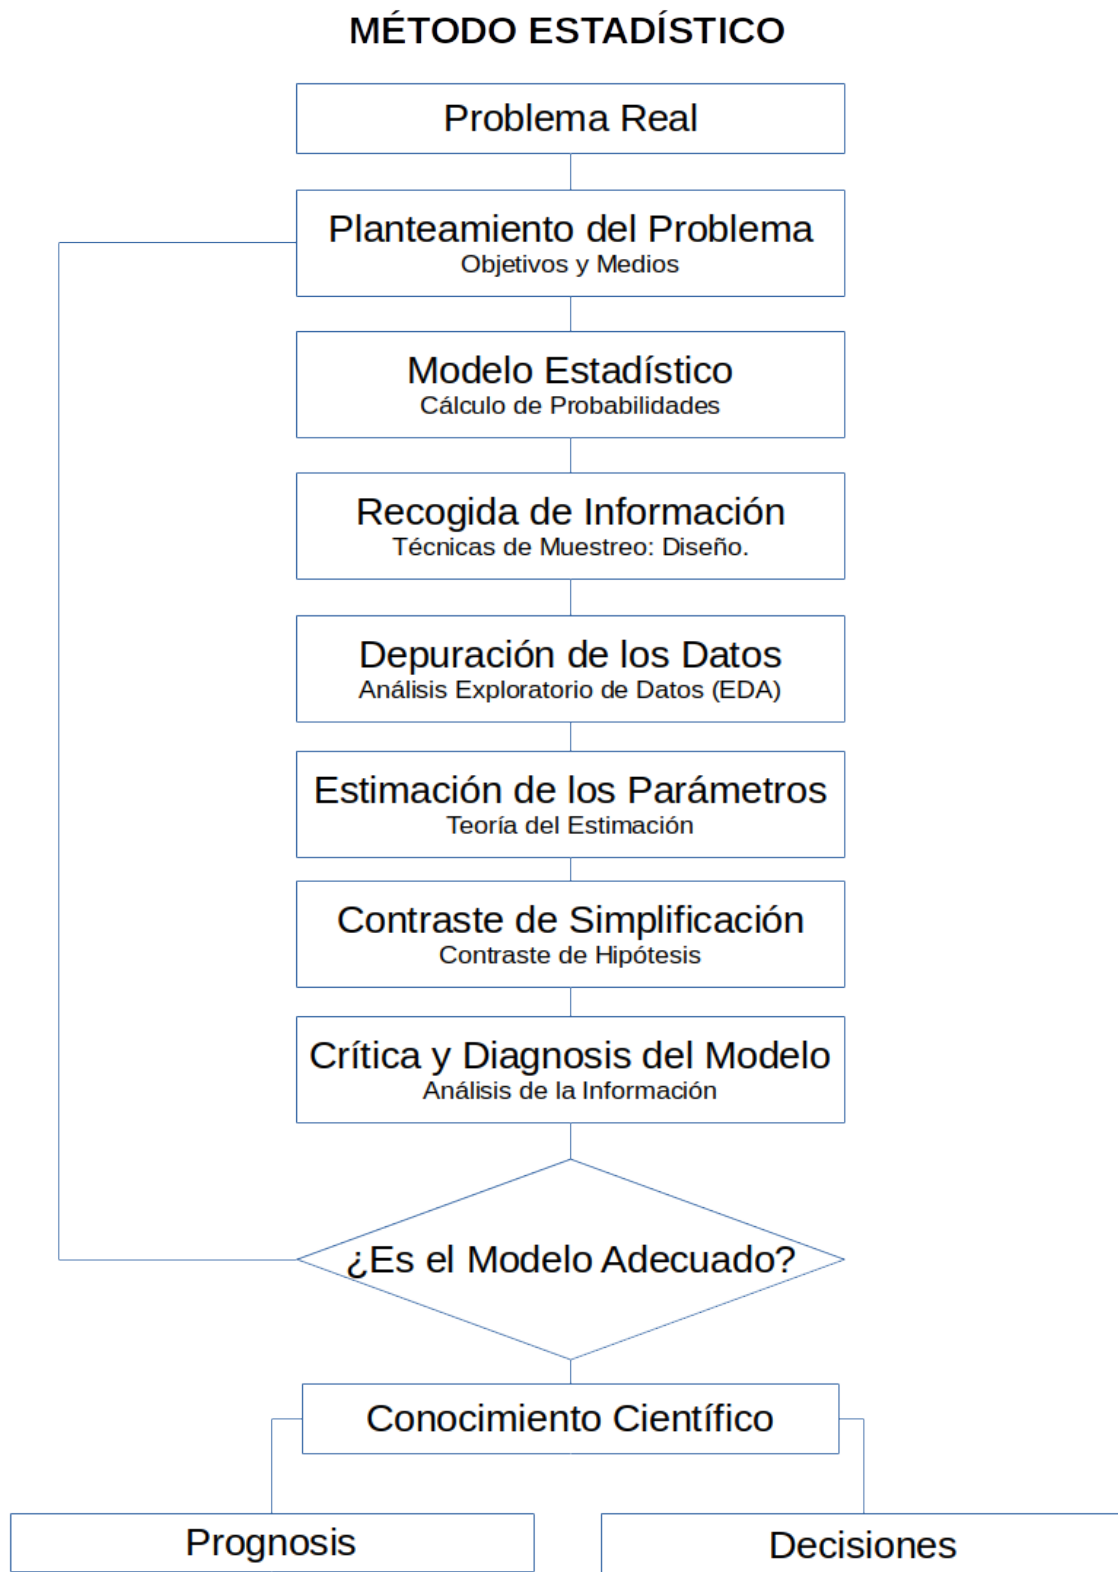 MÉTODO ESTADÍSTICO
Problema Real
Planteamiento del Problema
Objetivos y Medios
Modelo Estadístico
Cálculo de Probabilidades
Recogida de Información
Técnicas de Muestreo: Diseño.
Depuración de los Datos
Análisis Exploratorio de Datos (EDA)
Estimación de los Parámetros
Teoría del Estimación
Contraste de Simplificación
Contraste de Hipótesis
Crítica y Diagnosis del Modelo
Análisis de la Información
¿Es el Modelo Adecuado?
Conocimiento Científico
Prognosis
Decisiones